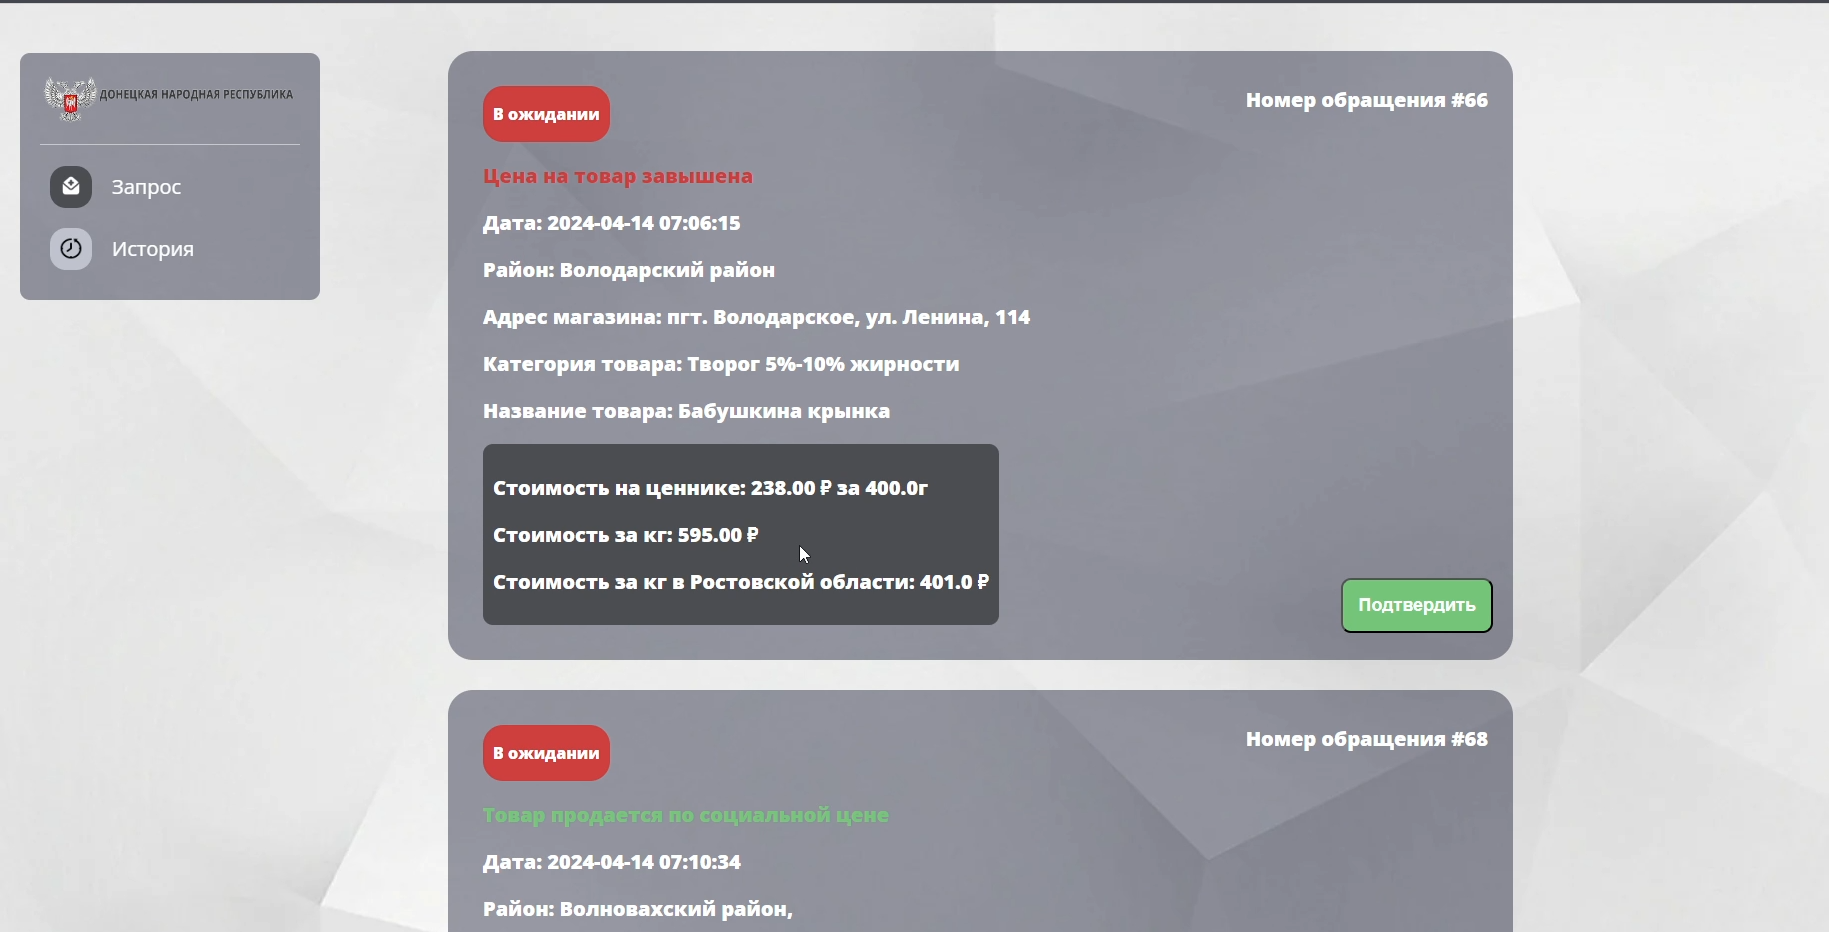 ДОНЕЦКАЯ НАРОДНАЯ РЕСПУБЛИКА
Запрос
История
В ожидании
Номер обращения #66
Цена на товар завышена
Дата: 2024-04-14 07:06:15
Район: Володарский район
Адрес магазина: пгт. Володарское, ул. Ленина, 114
Категория товара: Творог 5%-10% жирности
Название товара: Бабушкина крынка
Стоимость на ценнике: 238.00 ₽ за 400.0г
Стоимость за кг: 595.00 ₽
Стоимость за кг в Ростовской области: 401.0 ₽
Подтвердить
В ожидании
Номер обращения #68
Товар продается по социальной цене
Дата: 2024-04-14 07:10:34
Район: Волновахский район,